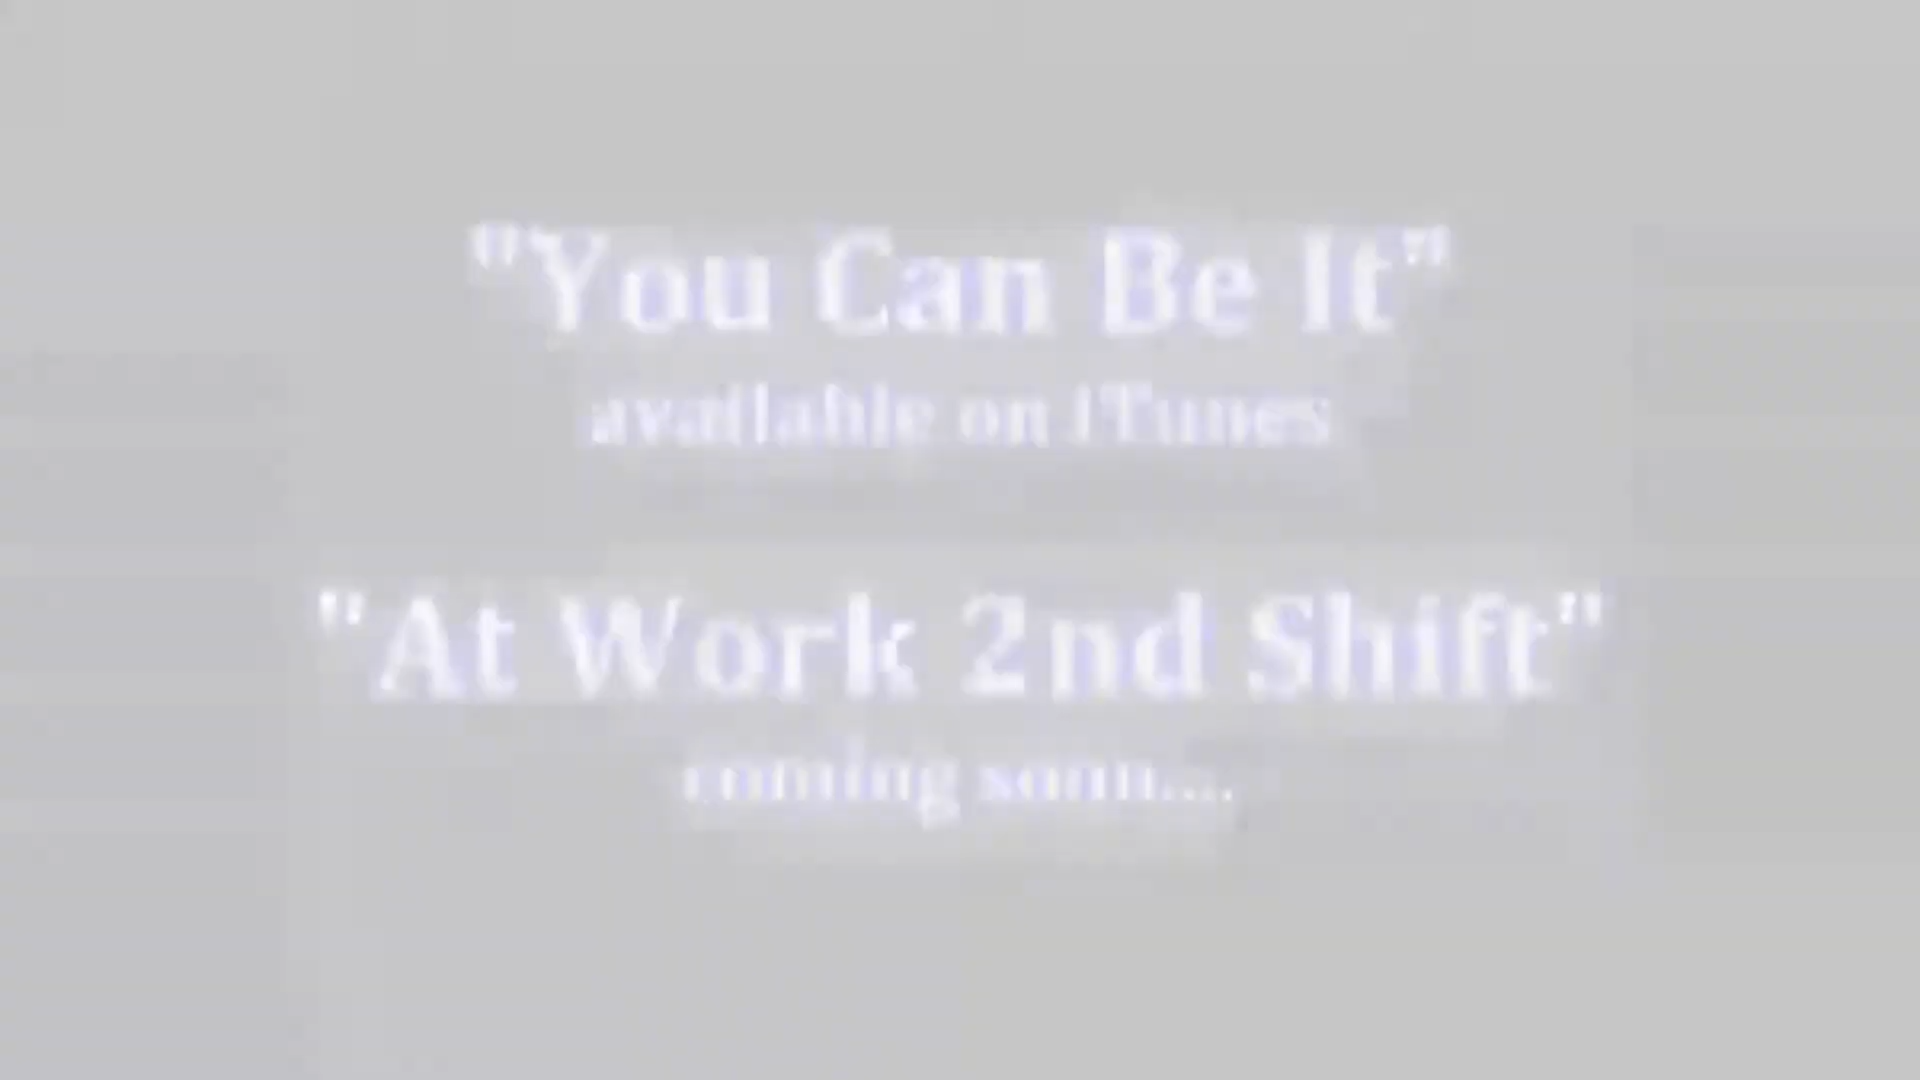 "You Can Be It"
available on iTunes
"At Work 2nd Shift"
coming soon....